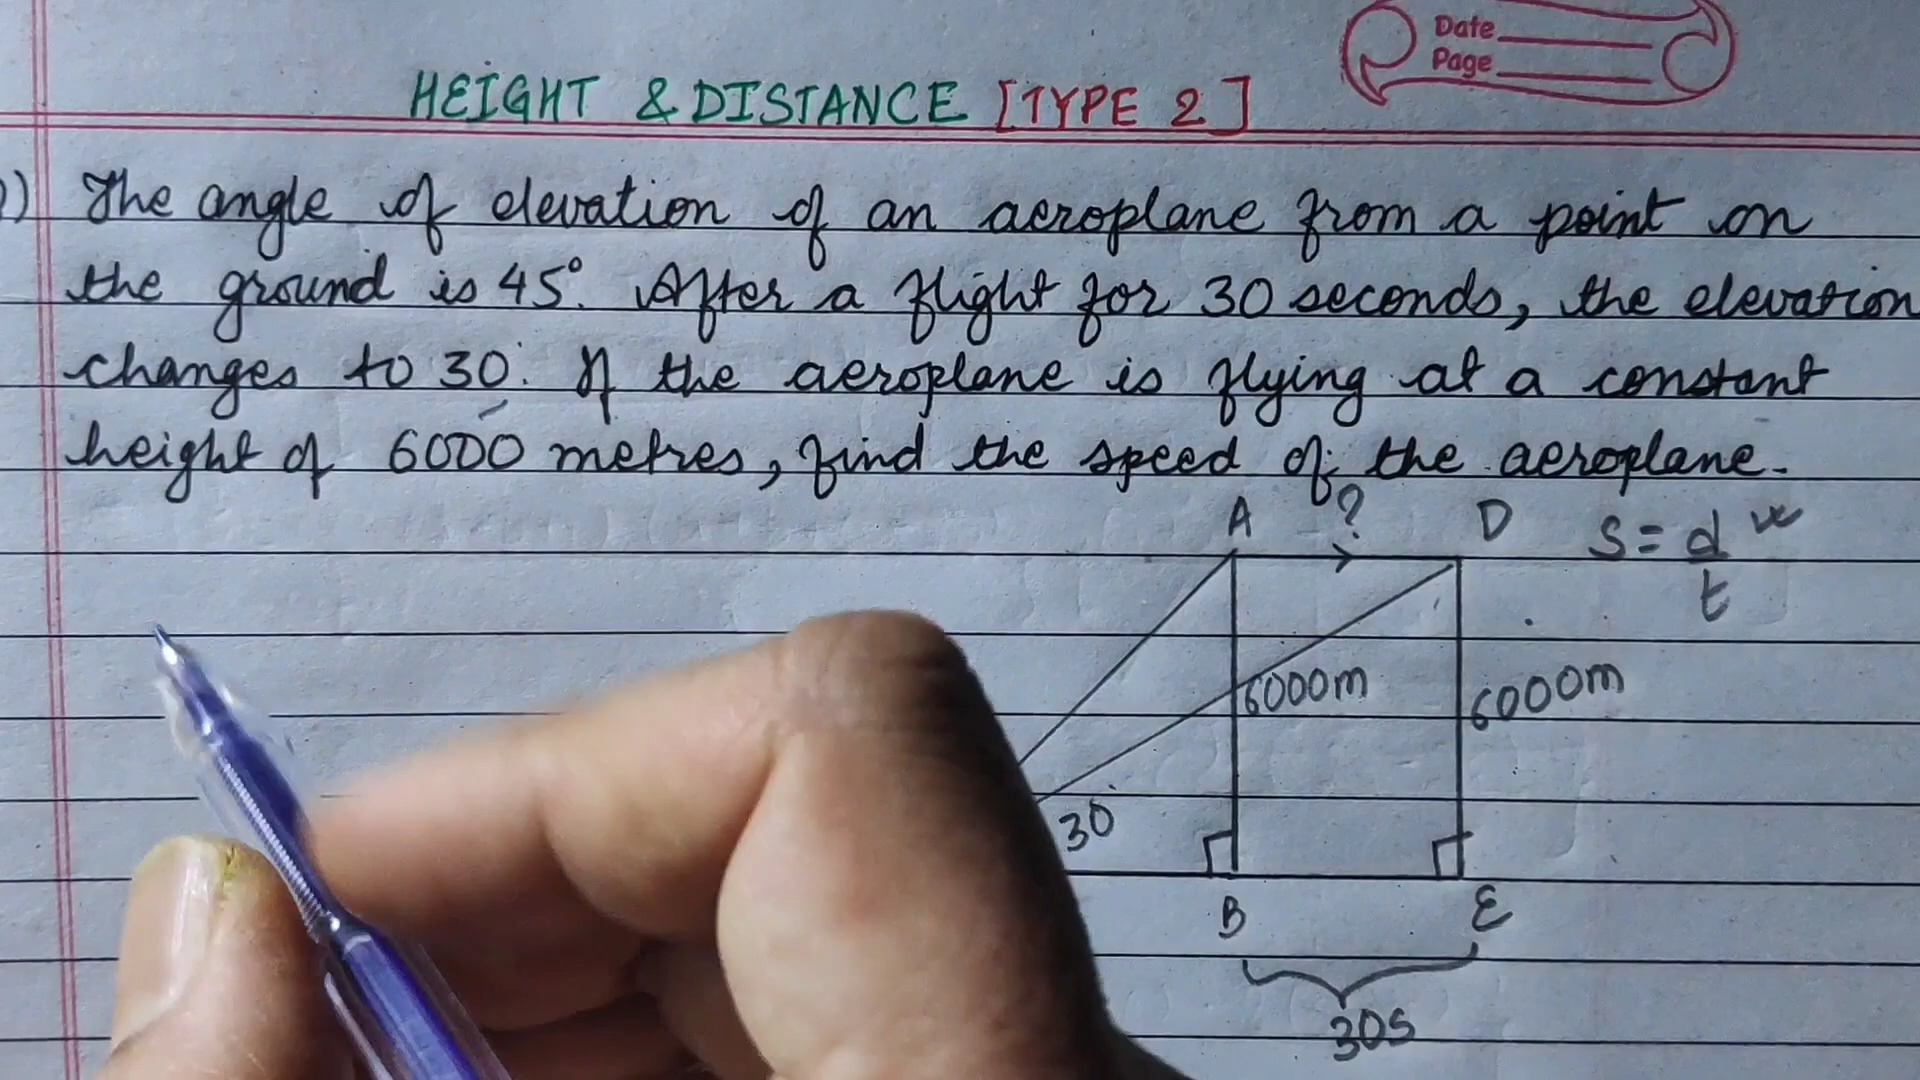 Date
Page
HEIGHT & DISTANCE [TYPE 2]
) The angle of elevation of an aeroplane from a point on
the ground is 45°. After a flight for 30 seconds, the elevation
changes to 30°. If the aeroplane is flying at a constant
height of 6000 metres, find the speed of the aeroplane.
A ? D S = d
t
6000m 6000m
30°
B E
30s